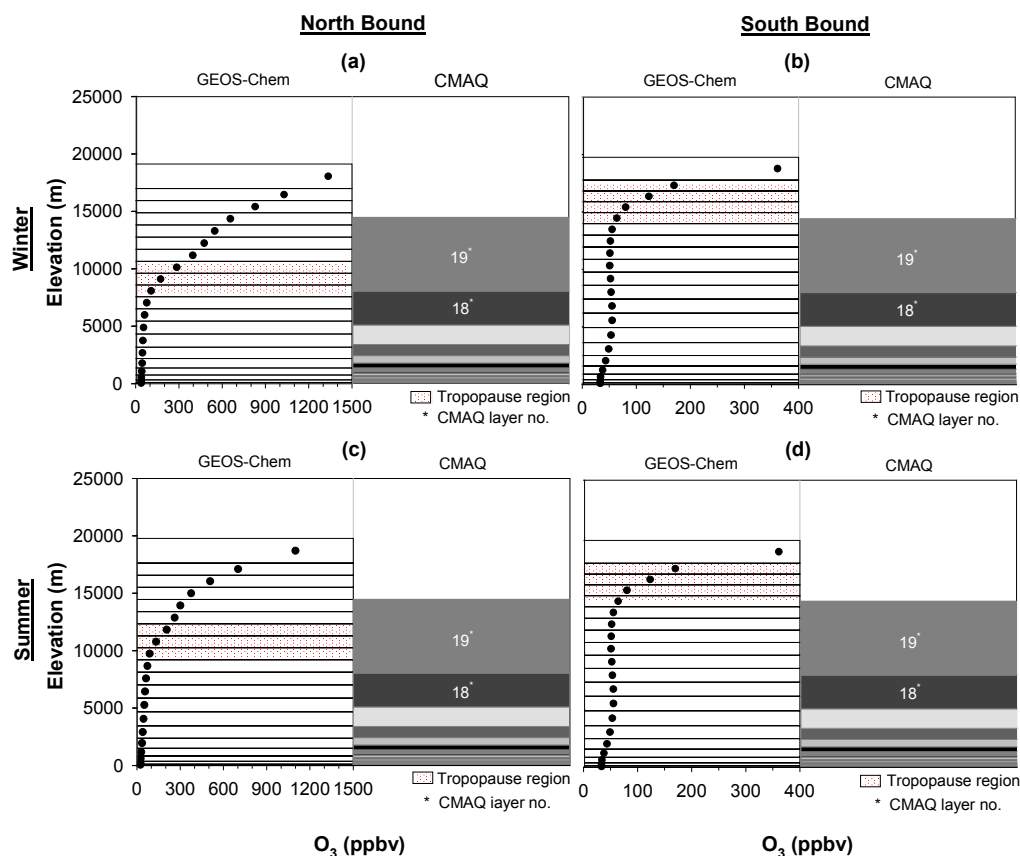 North Bound
South Bound
(a)
(b)
GEOS-Chem
CMAQ
GEOS-Chem
CMAQ
Winter
Elevation (m)
25000
20000
15000
10000
5000
0
19*
18*
19*
18*
0 300 600 900 1200 1500
0 100 200 300 400
Tropopause region
* CMAQ layer no.
Tropopause region
* CMAQ layer no.
(c)
(d)
GEOS-Chem
CMAQ
GEOS-Chem
CMAQ
Summer
Elevation (m)
25000
20000
15000
10000
5000
0
19*
18*
19*
18*
0 300 600 900 1200 1500
0 100 200 300 400
Tropopause region
* CMAQ layer no.
Tropopause region
* CMAQ layer no.
O₃ (ppbv)
O₃ (ppbv)